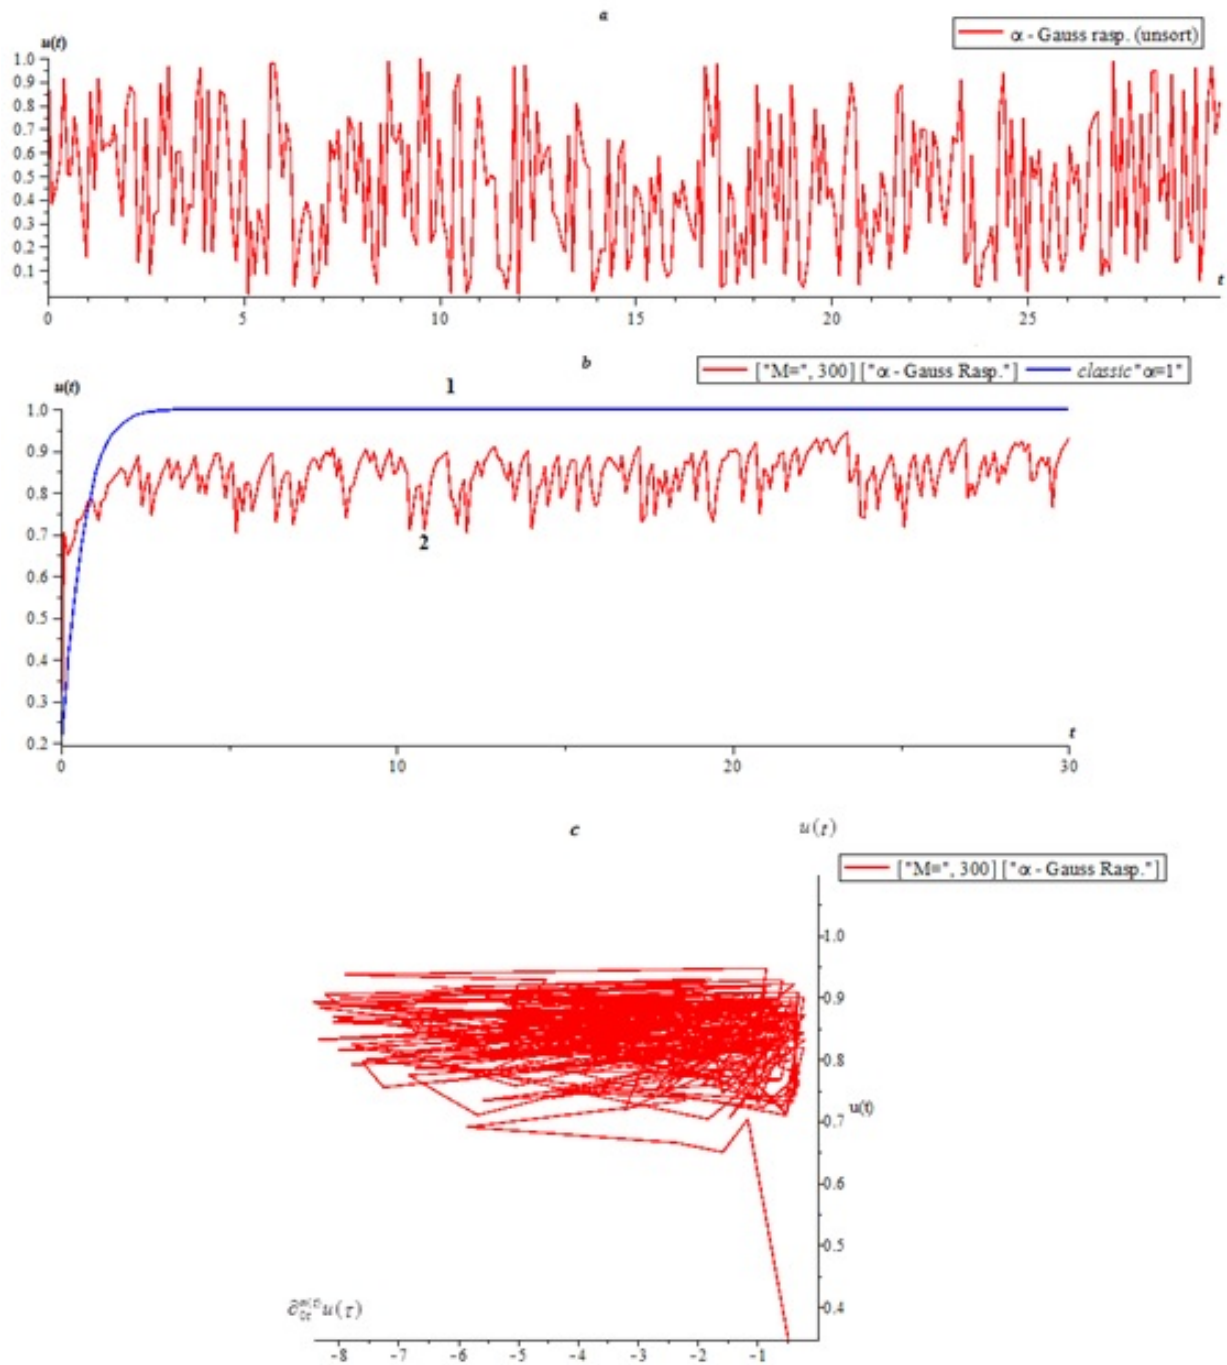 a
u(t)
α - Gauss rasp. (unsort)
1.0
0.9
0.8
0.7
0.6
0.5
0.4
0.3
0.2
0.1
t
0 5 10 15 20 25
b
["M=", 300] ["α - Gauss Rasp."] classic "α=1"
u(t)
1
1.0
0.9
0.8
0.7
2
0.6
0.5
0.4
0.3
0.2
t
0 10 20 30
c
u(t)
["M=", 300] ["α - Gauss Rasp."]
1.0
0.9
0.8
u(t)
0.7
0.6
0.5
0.4
u(τ)
-8 -7 -6 -5 -4 -3 -2 -1